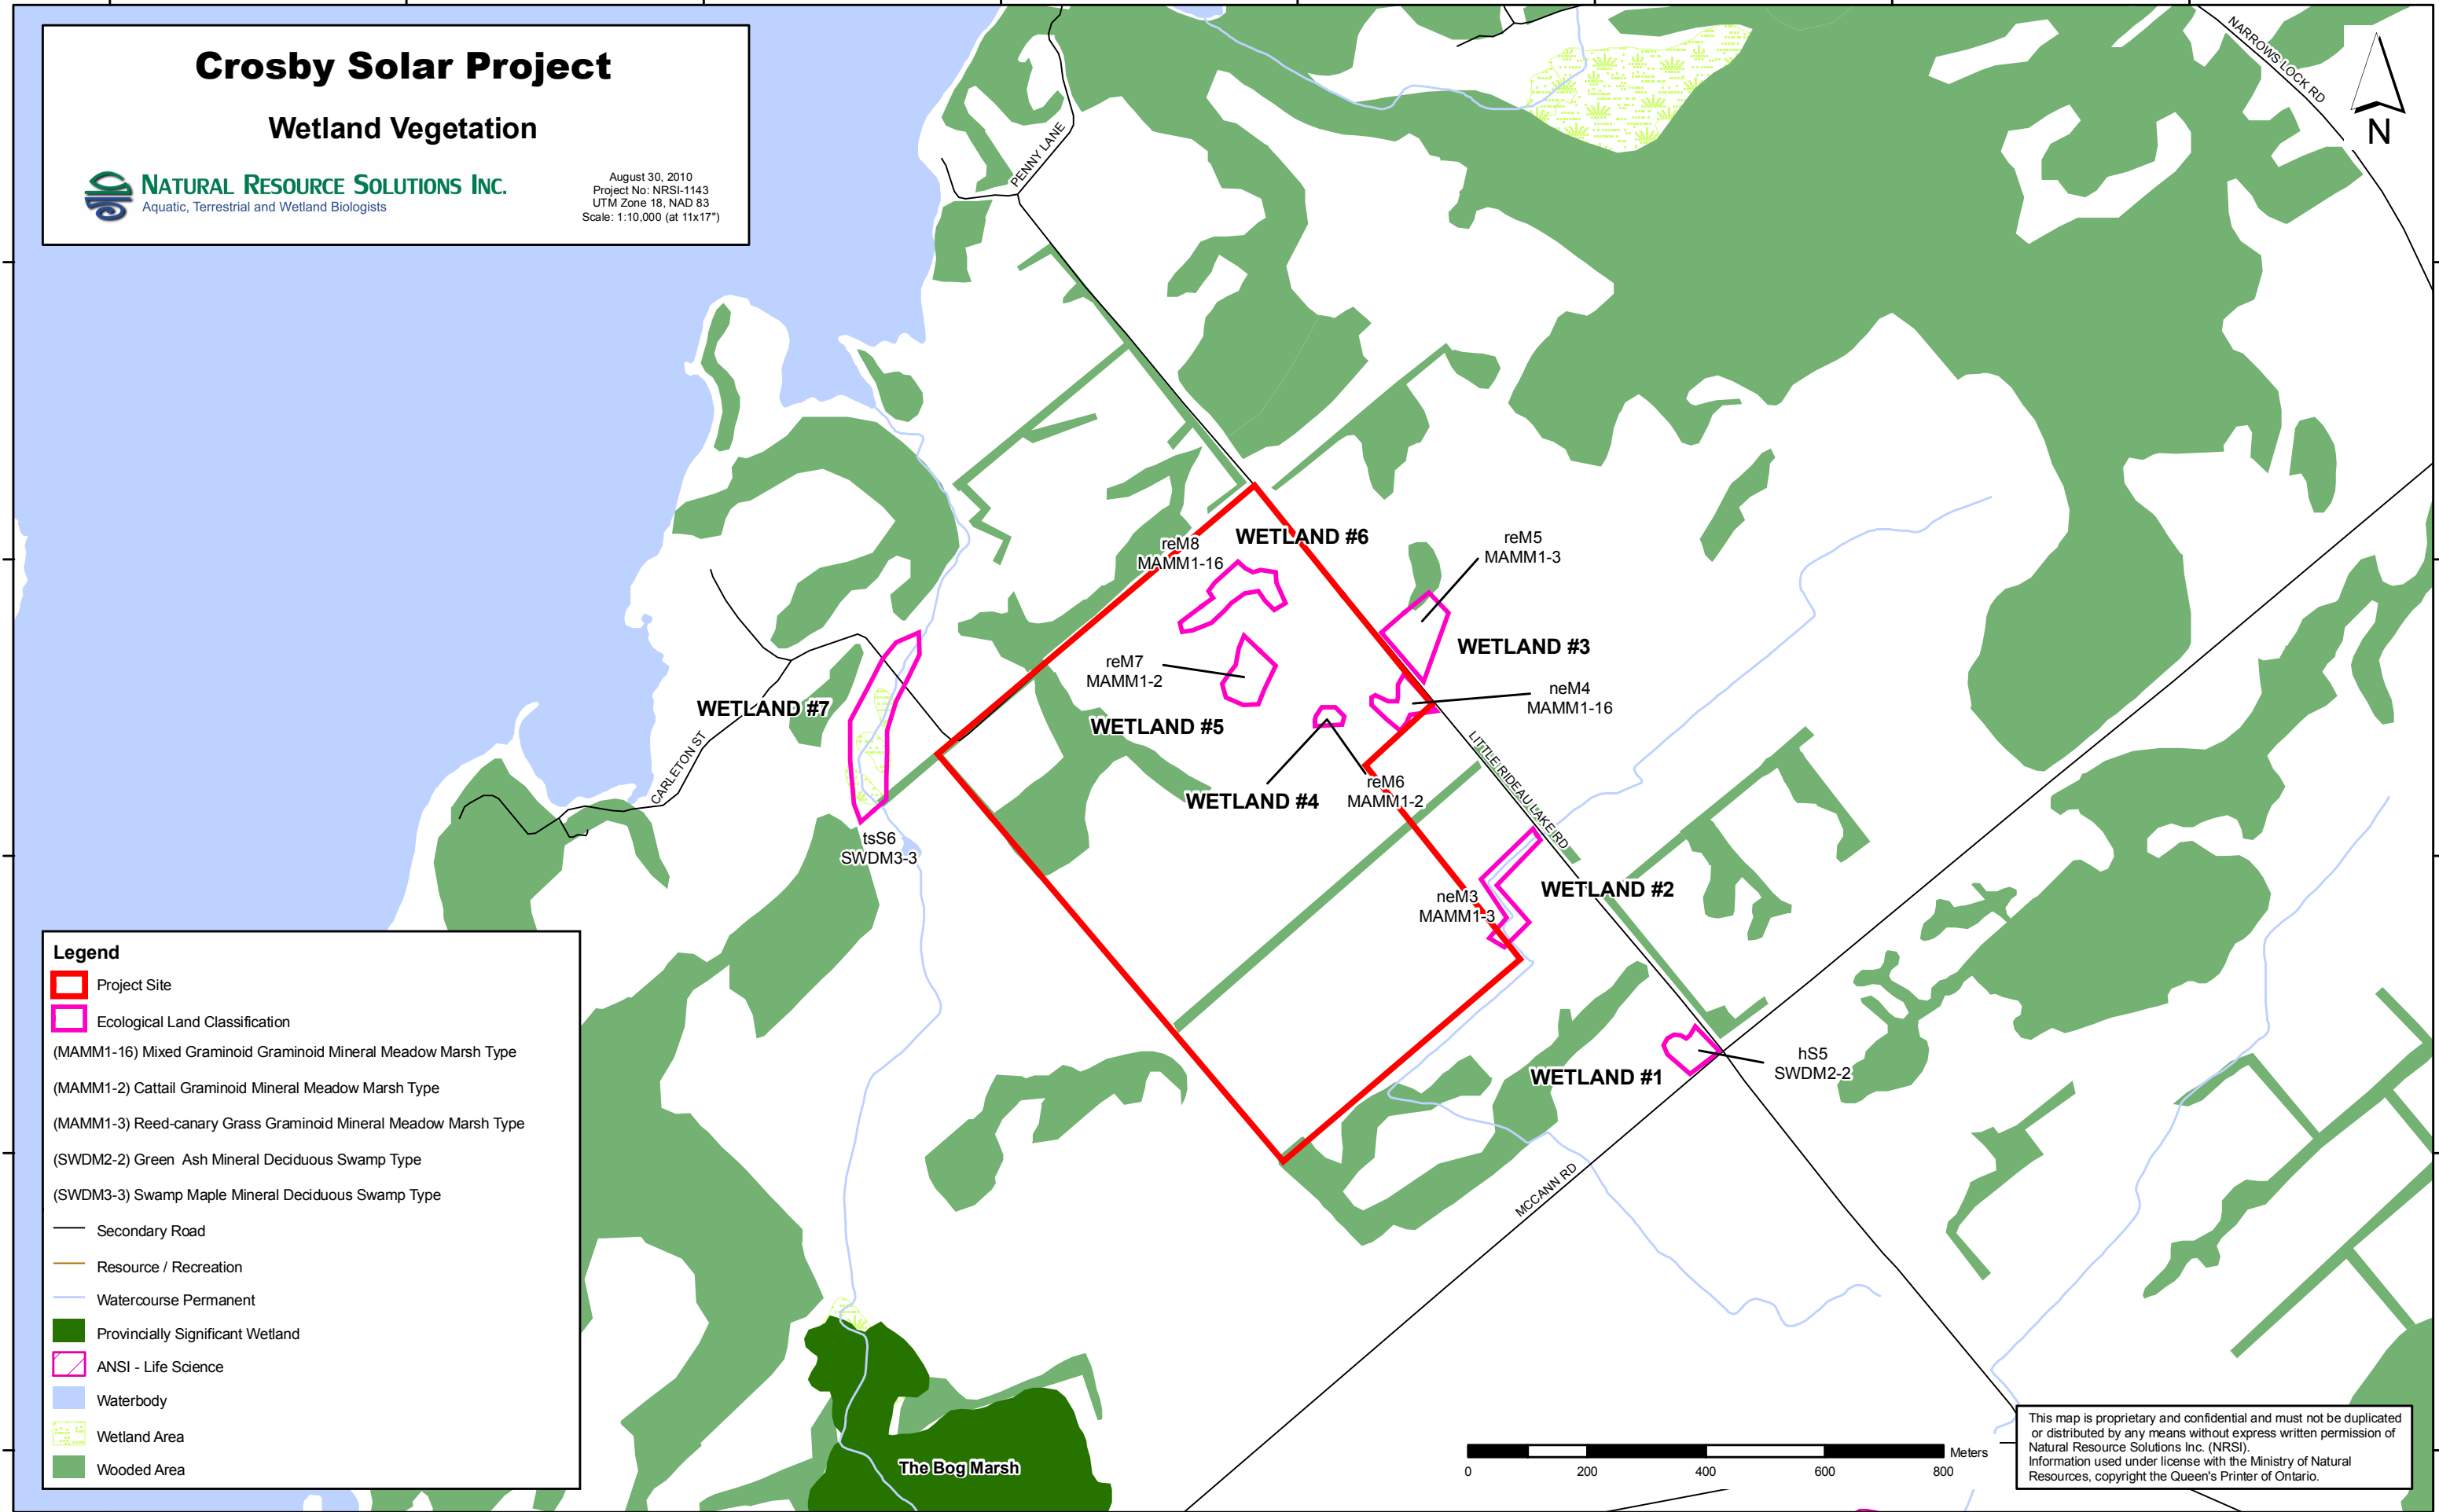 Crosby Solar Project
Wetland Vegetation
NATURAL RESOURCE SOLUTIONS INC.
Aquatic, Terrestrial and Wetland Biologists
August 30, 2010
Project No: NRSI-1143
UTM Zone 18, NAD 83
Scale: 1:10,000 (at 11x17")
NARROWS LOCK RD
N
PENNY LANE
WETLAND #6
reM8
MAMM1-16
reM5
MAMM1-3
WETLAND #3
reM7
MAMM1-2
neM4
MAMM1-16
WETLAND #7
WETLAND #5
CARLETON ST
LITTLE RIDEAU LAKE RD
WETLAND #4
reM6
MAMM1-2
tsS6
SWDM3-3
WETLAND #2
neM3
MAMM1-3
hS5
SWDM2-2
WETLAND #1
MCCANN RD
Legend
Project Site
Ecological Land Classification
(MAMM1-16) Mixed Graminoid Graminoid Mineral Meadow Marsh Type
(MAMM1-2) Cattail Graminoid Mineral Meadow Marsh Type
(MAMM1-3) Reed-canary Grass Graminoid Mineral Meadow Marsh Type
(SWDM2-2) Green Ash Mineral Deciduous Swamp Type
(SWDM3-3) Swamp Maple Mineral Deciduous Swamp Type
Secondary Road
Resource / Recreation
Watercourse Permanent
Provincially Significant Wetland
ANSI - Life Science
Waterbody
Wetland Area
Wooded Area
The Bog Marsh
Meters
0 200 400 600 800
This map is proprietary and confidential and must not be duplicated
or distributed by any means without express written permission of
Natural Resource Solutions Inc. (NRSI).
Information used under license with the Ministry of Natural
Resources, copyright the Queen's Printer of Ontario.